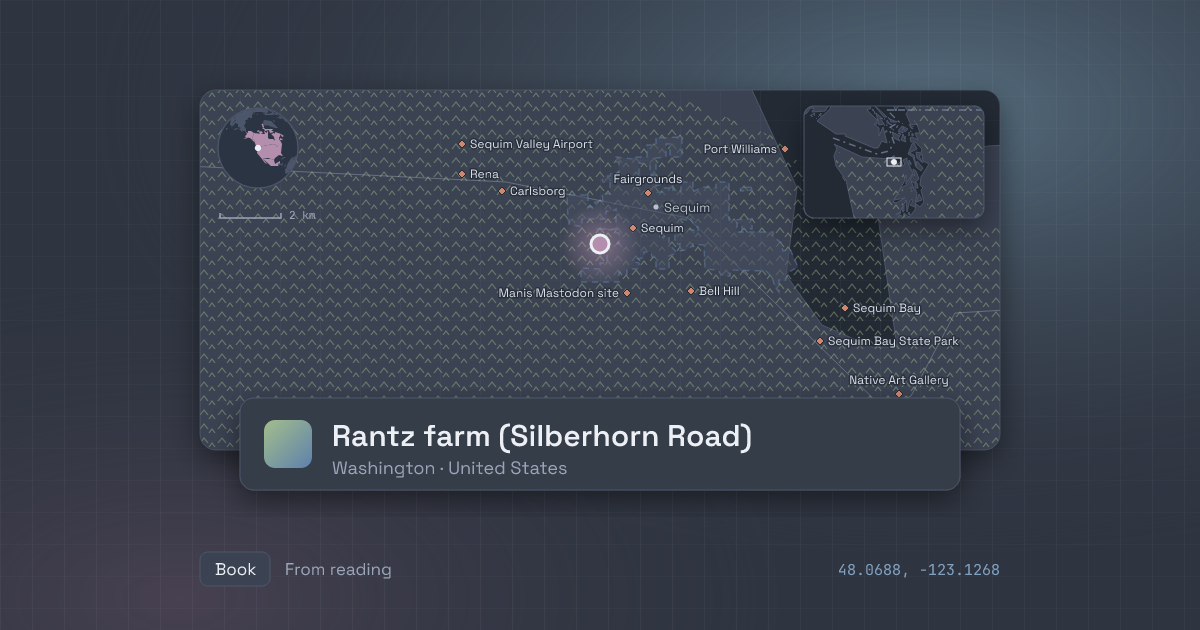 Sequim Valley Airport
Port Williams
Rena
Fairgrounds
Carlsborg
Sequim
2 km
Sequim
Manis Mastodon site
Bell Hill
Sequim Bay
Sequim Bay State Park
Native Art Gallery
Rantz farm (Silberhorn Road)
Washington · United States
Book
From reading
48.0688, -123.1268